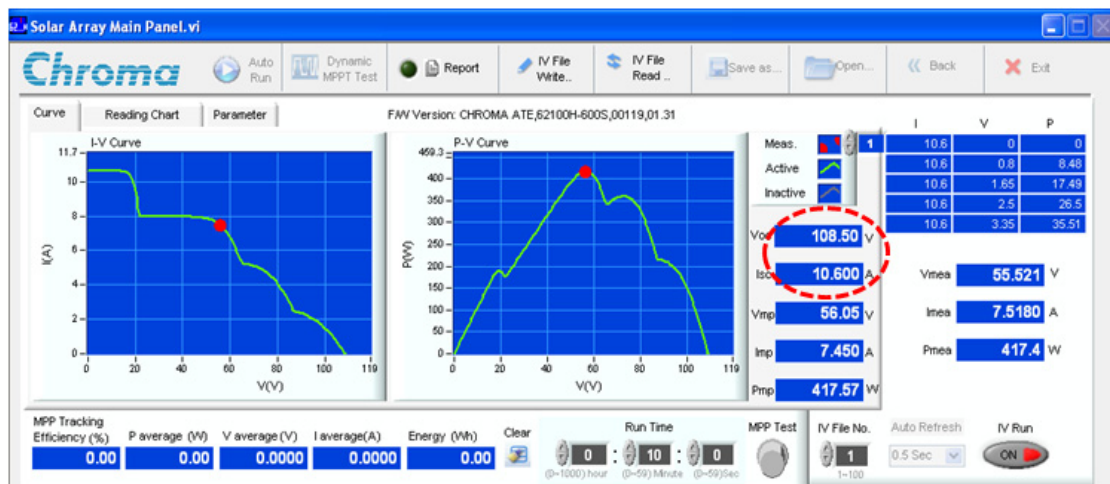 Solar Array Main Panel.vi
Chroma
Auto Run
Dynamic MPPT Test
Report
IV File Write..
IV File Read ..
Save as...
Open...
Back
Exit
Curve
Reading Chart
Parameter
F/W Version: CHROMA ATE,62100H-600S,00119,01.31
I-V Curve
11.7
10
8
6
4
2
0
I(A)
0 20 40 60 80 100 119
V(V)
P-V Curve
459.3
400
350
300
250
200
150
100
50
0
P(W)
0 20 40 60 80 100 119
V(V)
Meas. 1
Active
Inactive
Voc 108.50 V
Isc 10.600 A
Vmp 56.05 V
Imp 7.450 A
Pmp 417.57 W
I V P
10.6 0 0
10.6 0.8 8.48
10.6 1.65 17.49
10.6 2.5 26.5
10.6 3.35 35.51
Vmea 55.521 V
Imea 7.5180 A
Pmea 417.4 W
MPP Tracking
Efficiency (%) P average (W) V average (V) I average(A) Energy (Wh) Clear
0.00 0.00 0.0000 0.0000 0.00
Run Time
0 : 10 : 0
(0~1000) hour (0~59) Minute (0~59)Sec
MPP Test
IV File No.
1
1~100
Auto Refresh
0.5 Sec
IV Run
ON